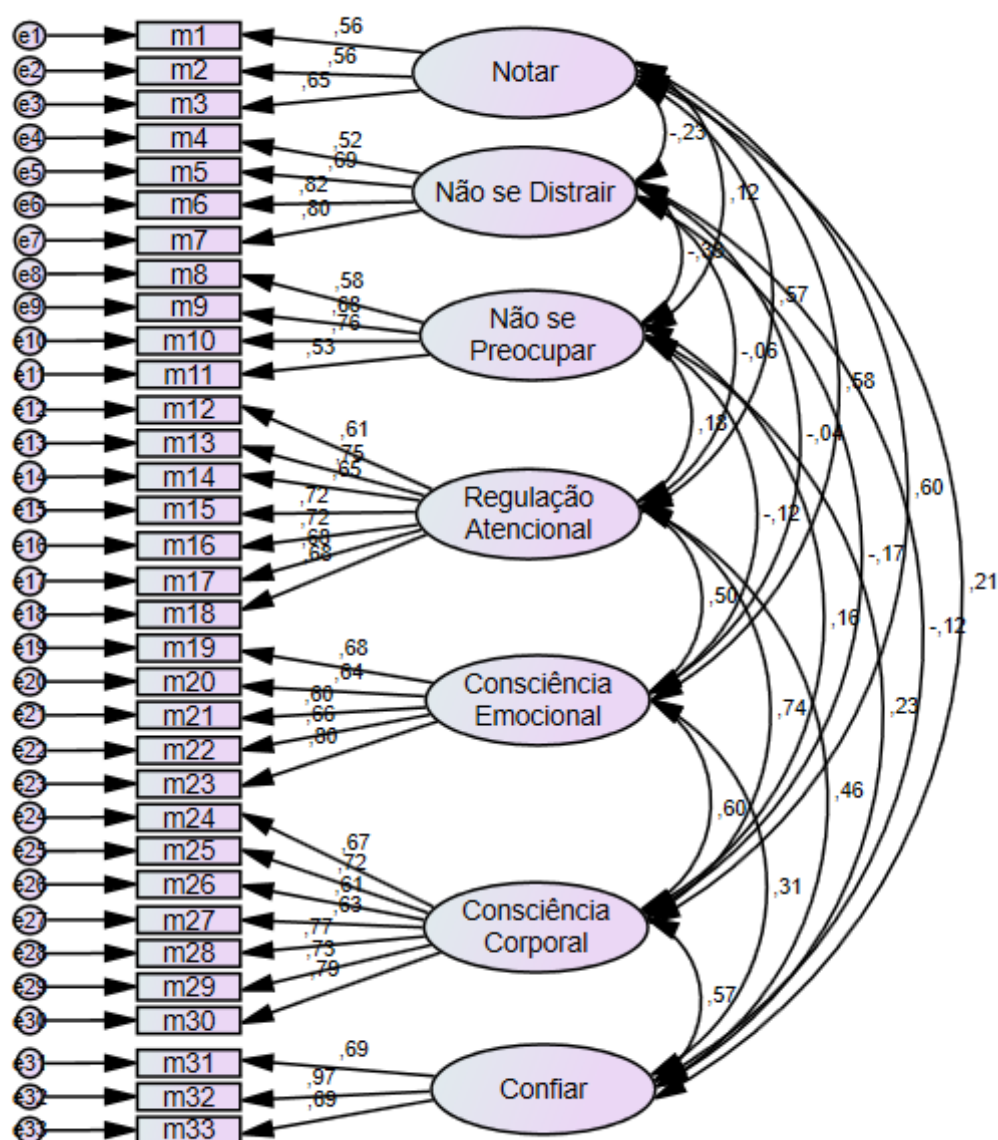 e1 m1 ,56
e2 m2 ,56
e3 m3 ,65
Notar
e4 m4 ,52
e5 m5 ,69
e6 m6 ,82
e7 m7 ,80
Não se Distrair
e8 m8 ,58
e9 m9 ,68
e10 m10 ,76
e11 m11 ,53
Não se
Preocupar
e12 m12 ,61
e13 m13 ,75
e14 m14 ,65
e15 m15 ,72
e16 m16 ,72
e17 m17 ,68
e18 m18 ,68
Regulação
Atencional
e19 m19 ,68
e20 m20 ,64
e21 m21 ,60
e22 m22 ,66
e23 m23 ,80
Consciência
Emocional
e24 m24 ,67
e25 m25 ,72
e26 m26 ,61
e27 m27 ,63
e28 m28 ,77
e29 m29 ,73
e30 m30 ,79
Consciência
Corporal
e31 m31 ,69
e32 m32 ,97
e33 m33 ,89
Confiar
-,23
,12
,57
-,06
,58
,18
-,04
,60
-,12
-,17
,21
,50
,16
-,12
,74
,23
,60
,46
,31
,57